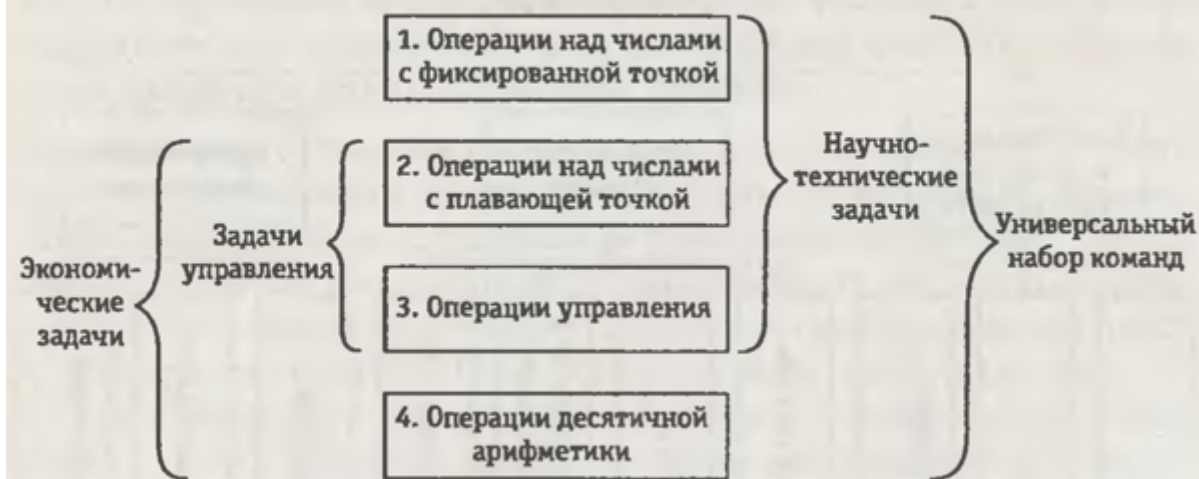 1. Операции над числами
с фиксированной точкой
2. Операции над числами
с плавающей точкой
3. Операции управления
4. Операции десятичной
арифметики
Экономи-
ческие
задачи
Задачи
управления
Научно-
технические
задачи
Универсальный
набор команд